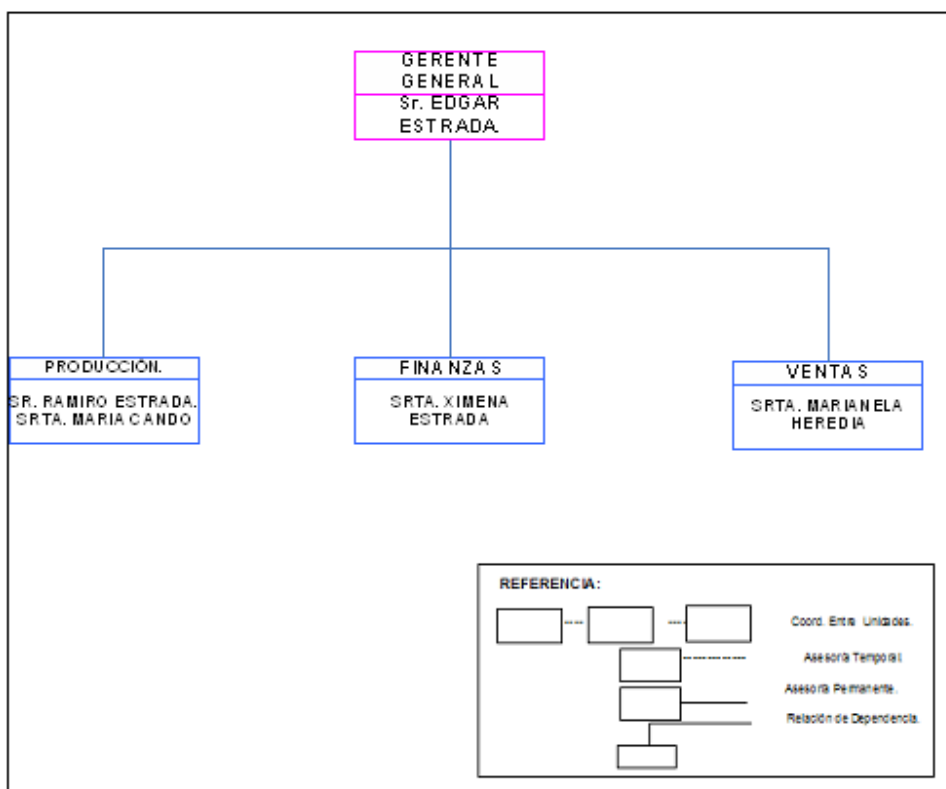 GERENTE
GENERAL
Sr. EDGAR
ESTRADA.
PRODUCCIÓN.
SR. RAMIRO ESTRADA.
SRTA. MARIA CANDO
FINANZAS
SRTA. XIMENA
ESTRADA
VENTAS
SRTA. MARIANELA
HEREDIA
REFERENCIA:
Coord. Entre Unidades.
Asesoría Temporal.
Asesoría Permanente.
Relación de Dependencia.